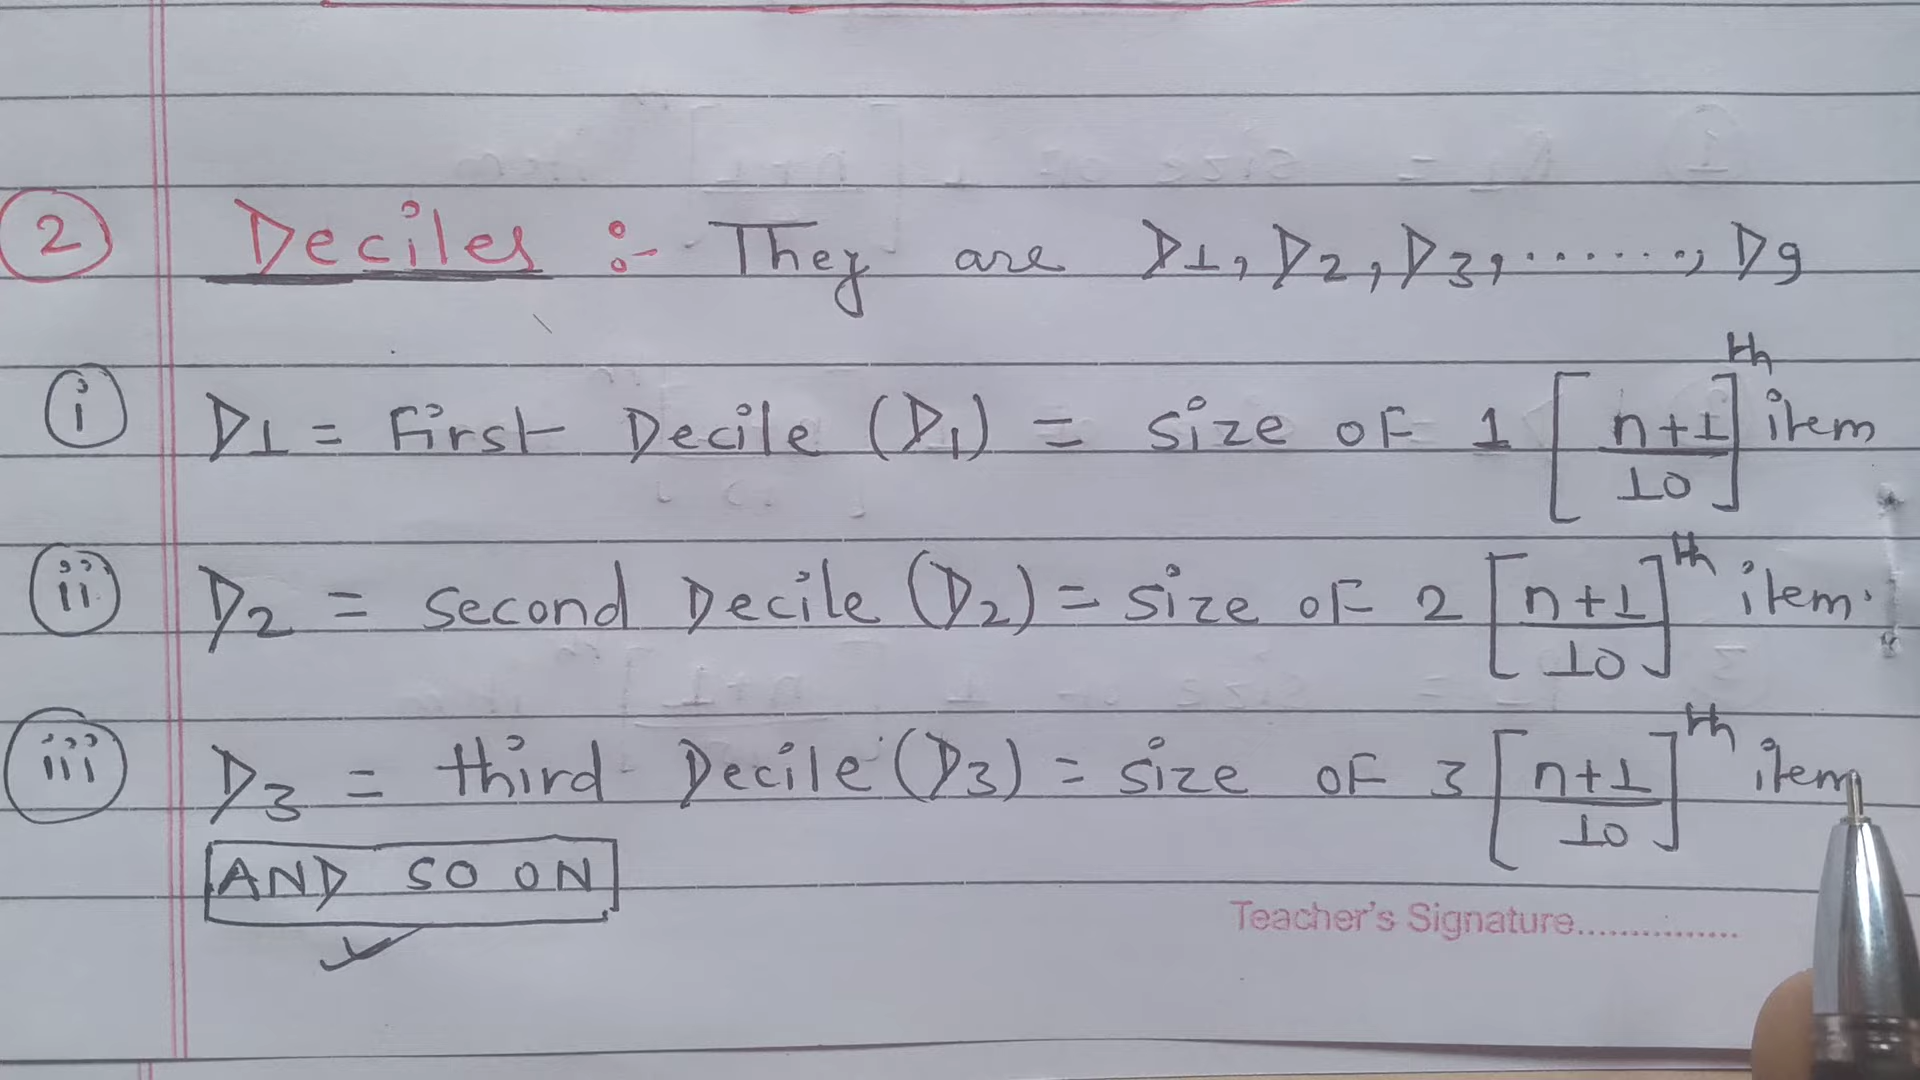 2 Deciles :- They are D1, D2, D3, ......., D9
i D1 = First Decile (D1) = size of 1 [n+1/10]th item
ii D2 = second Decile (D2) = size of 2 [n+1/10]th item.
iii D3 = third Decile (D3) = size of 3 [n+1/10]th item
AND SO ON
Teacher's Signature...............